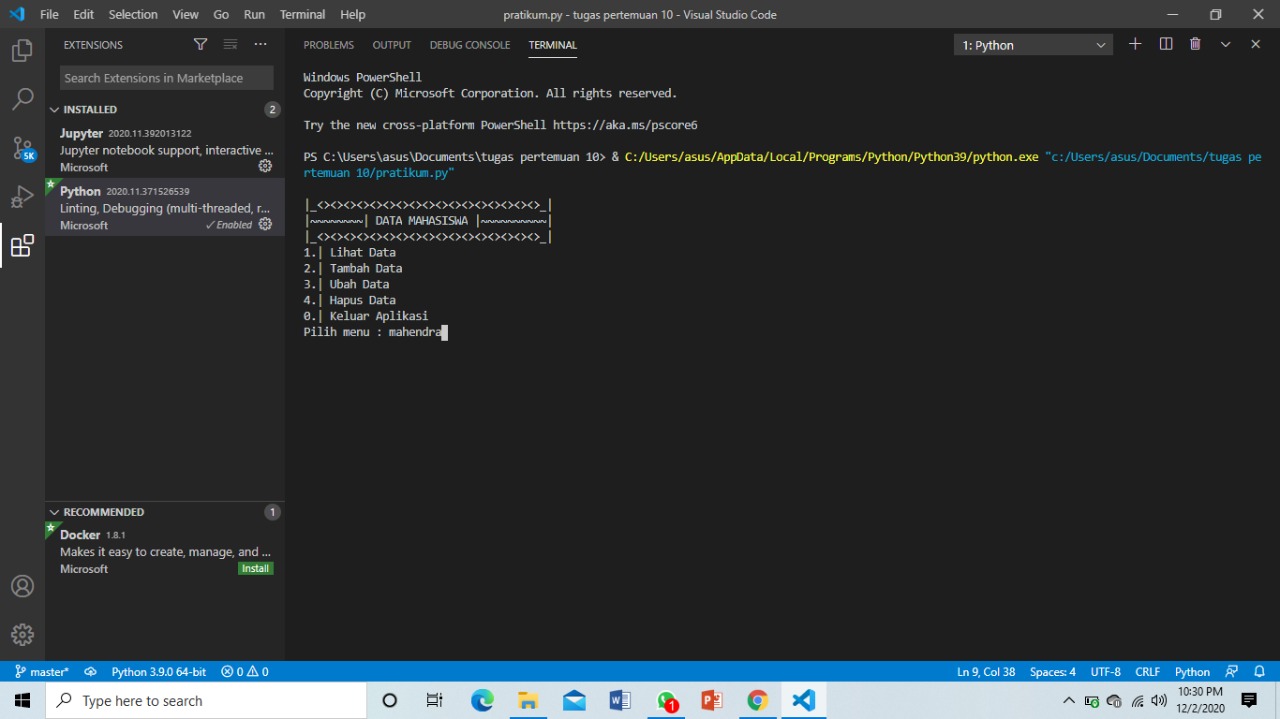 File Edit Selection View Go Run Terminal Help
pratikum.py - tugas pertemuan 10 - Visual Studio Code
EXTENSIONS
Search Extensions in Marketplace
INSTALLED 2
Jupyter 2020.11.392013122
Jupyter notebook support, interactive ...
Microsoft
Python 2020.11.371526539
Linting, Debugging (multi-threaded, r...
Microsoft ✓Enabled
SK
RECOMMENDED 1
Docker 1.8.1
Makes it easy to create, manage, and ...
Microsoft Install
PROBLEMS OUTPUT DEBUG CONSOLE TERMINAL 1: Python
Windows PowerShell
Copyright (C) Microsoft Corporation. All rights reserved.
Try the new cross-platform PowerShell https://aka.ms/pscore6
PS C:\Users\asus\Documents\tugas pertemuan 10> & C:/Users/asus/AppData/Local/Programs/Python/Python39/python.exe "c:/Users/asus/Documents/tugas pe
rtemuan 10/pratikum.py"
|_<><><><><><><><><><><><><><><><><>_|
|~~~~~~~~| DATA MAHASISWA |~~~~~~~~~~|
|_<><><><><><><><><><><><><><><><><>_|
1.| Lihat Data
2.| Tambah Data
3.| Ubah Data
4.| Hapus Data
0.| Keluar Aplikasi
Pilih menu : mahendra
master* Python 3.9.0 64-bit 0 0 Ln 9, Col 38 Spaces: 4 UTF-8 CRLF Python
Type here to search
1
10:30 PM
12/2/2020